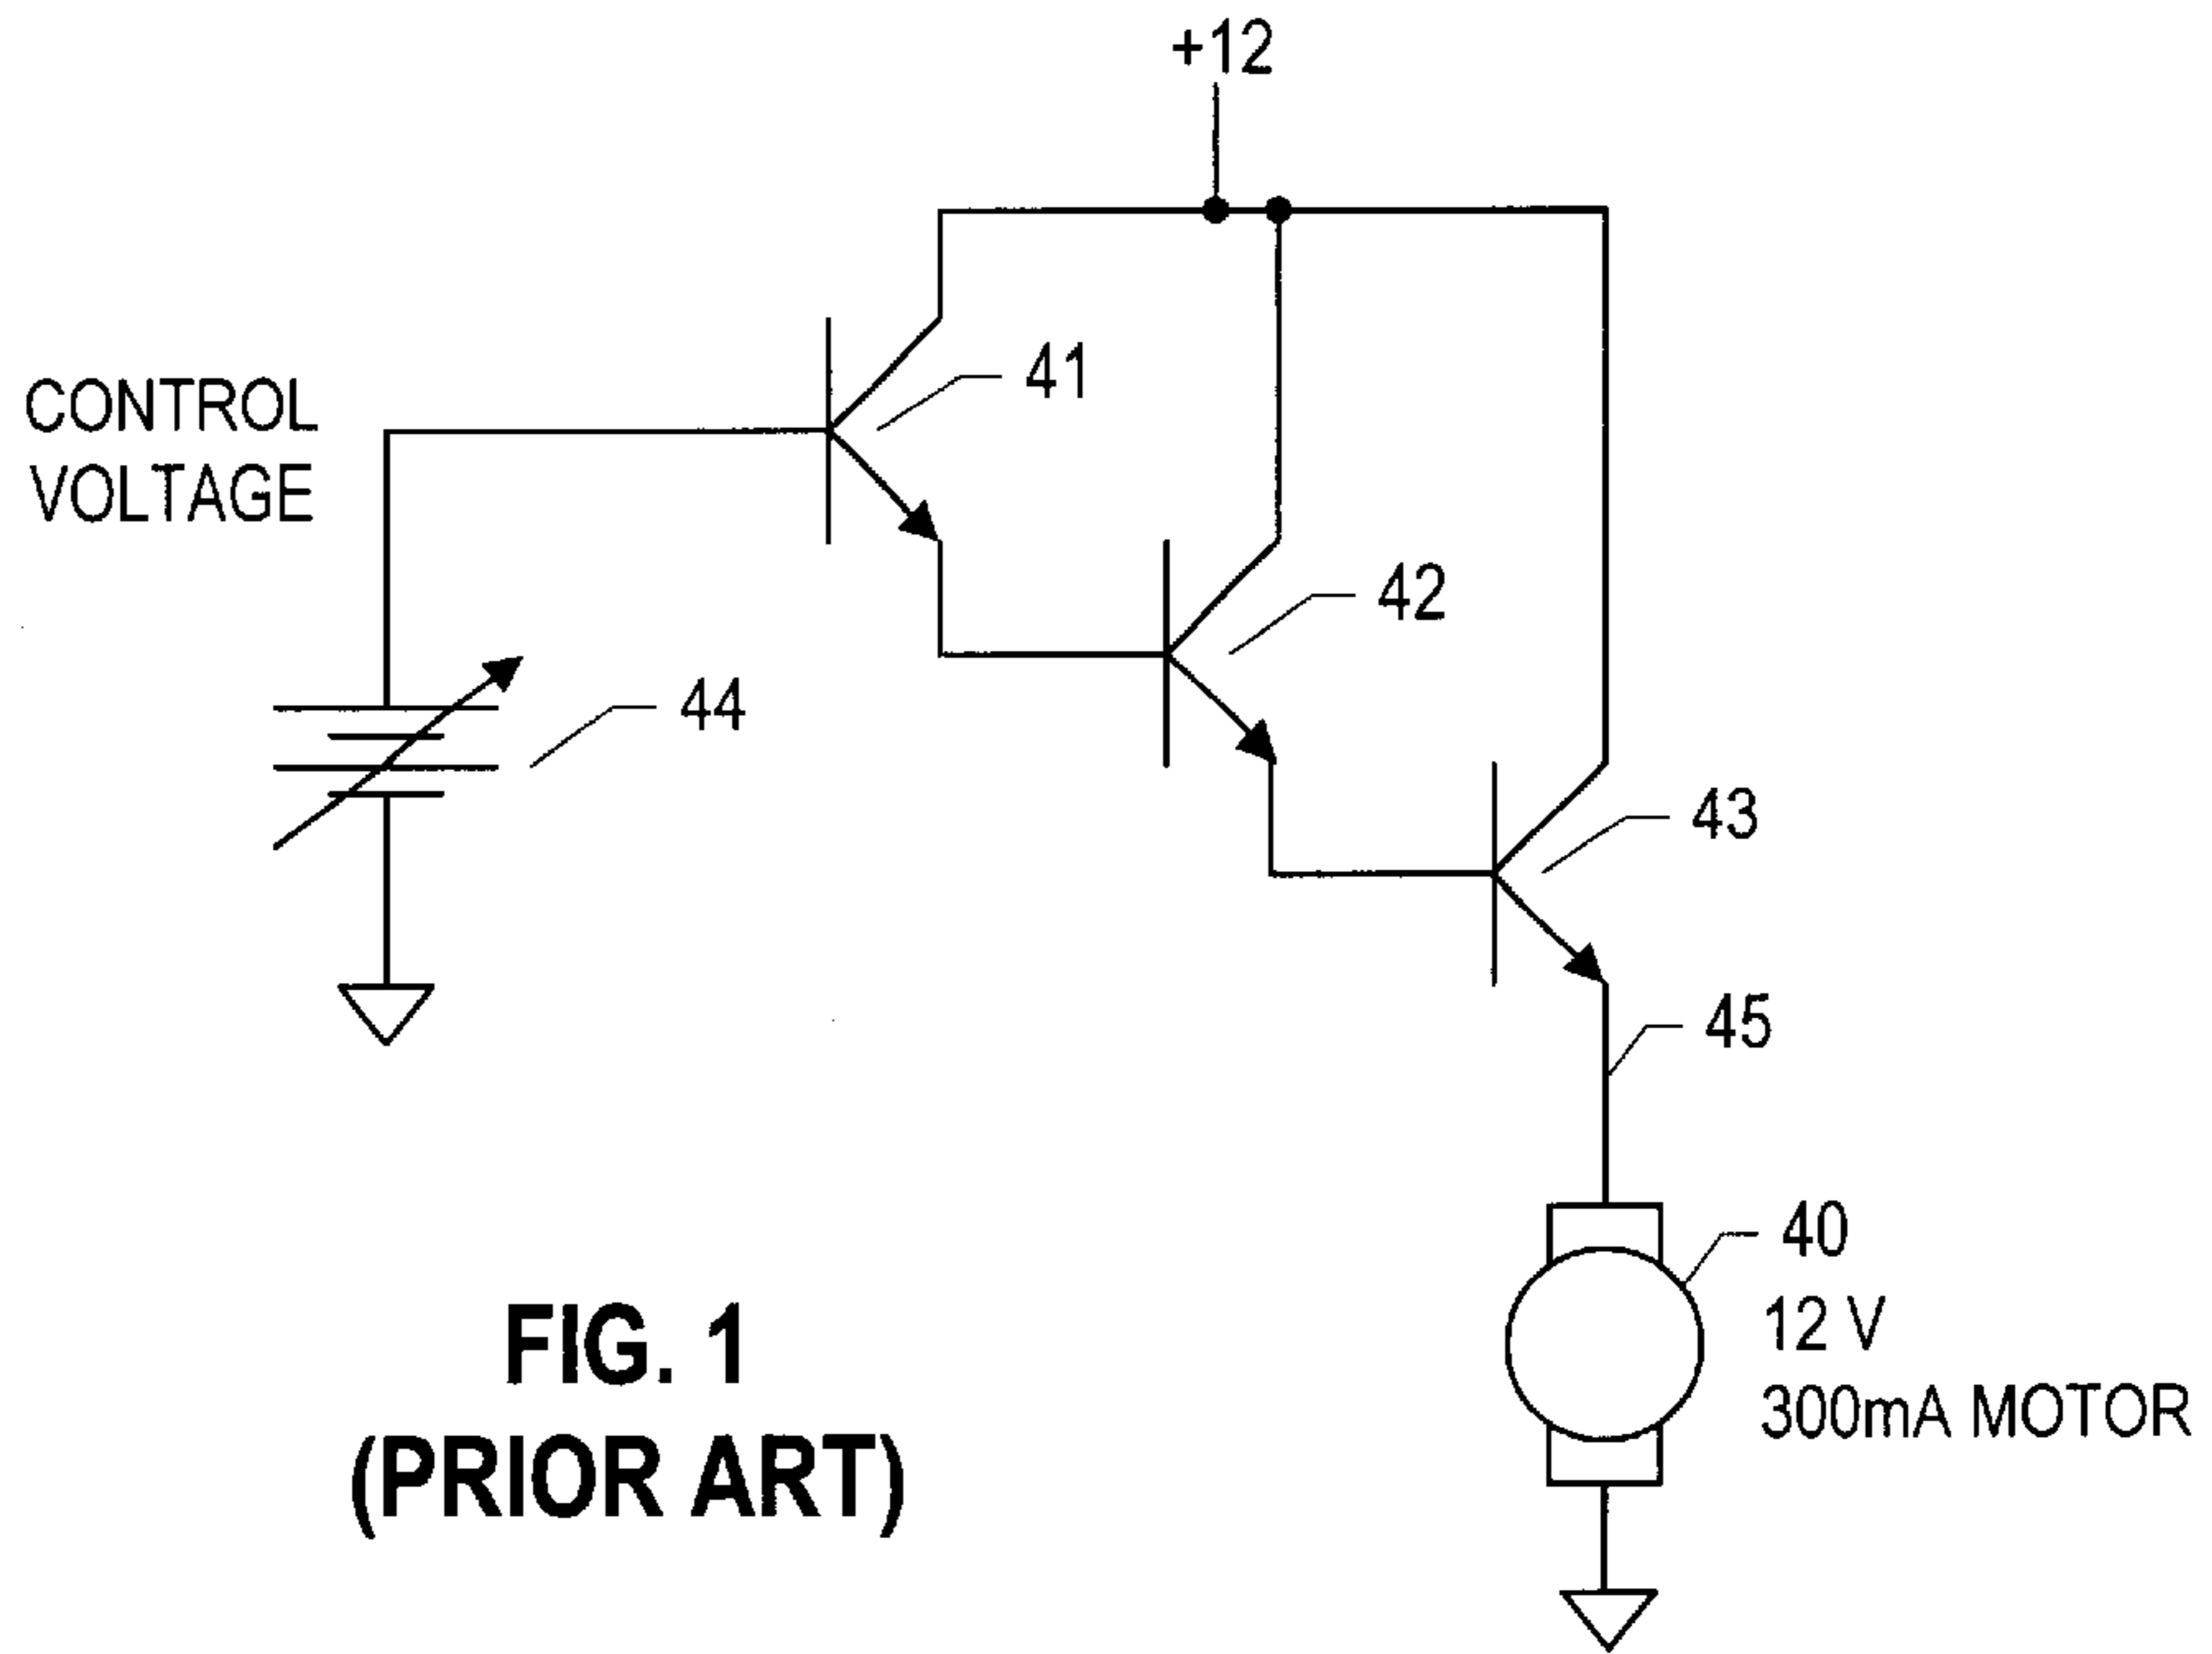 +12
41
CONTROL
VOLTAGE
42
44
43
45
40
12 V
300mA MOTOR
FIG. 1
(PRIOR ART)